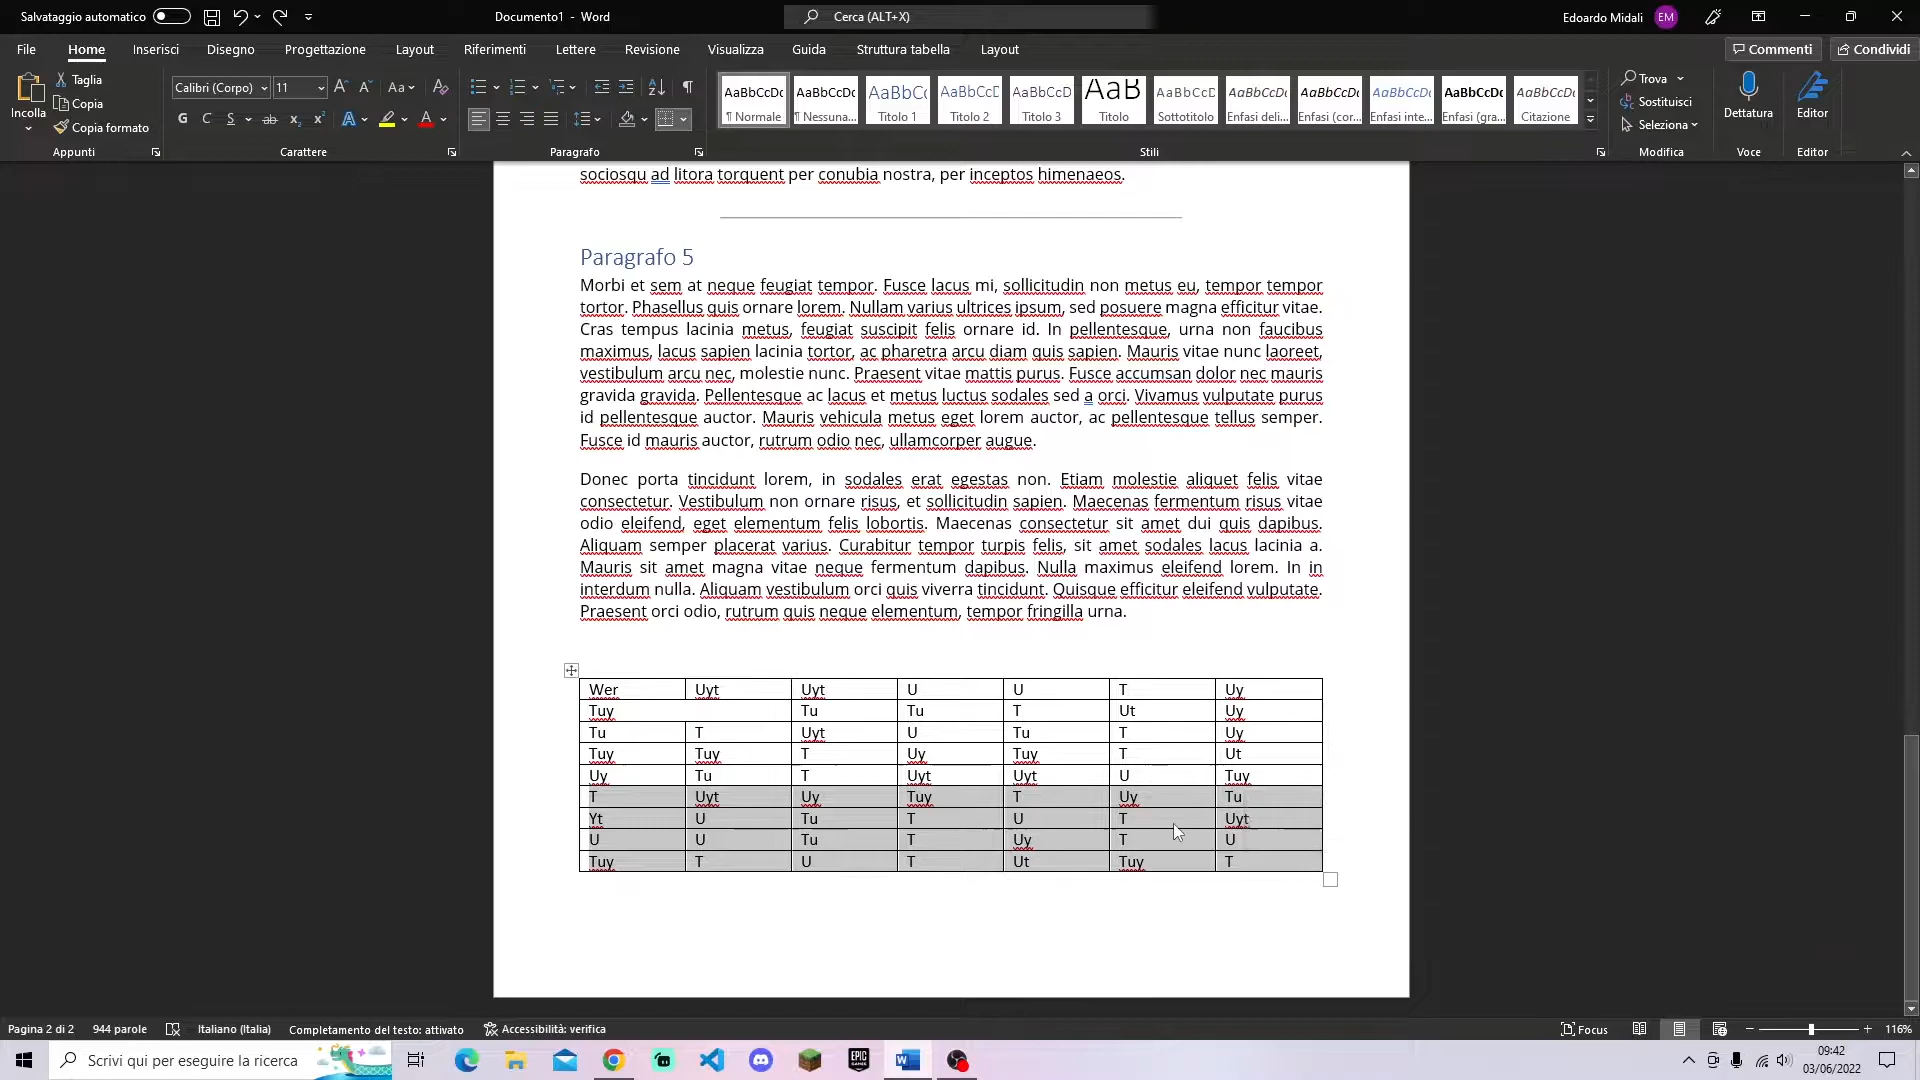 Salvataggio automatico
Documento1 - Word
Cerca (ALT+X)
Edoardo Midali EM
File Home Inserisci Disegno Progettazione Layout Riferimenti Lettere Revisione Visualizza Guida Struttura tabella Layout Commenti Condividi
Incolla
Taglia
Copia
Copia formato
Appunti
Calibri (Corpo) 11
Carattere
Paragrafo
AaBbCcDc AaBbCcDc AaBbC AaBbCcD AaBbCcD AaB AaBbCcD AaBbCcDc AaBbCcDc AaBbCcDc AaBbCcDc AaBbCcDc
¶ Normale ¶ Nessuna... Titolo 1 Titolo 2 Titolo 3 Titolo Sottotitolo Enfasi deli... Enfasi (cor... Enfasi inte... Enfasi (gra... Citazione
Stili
Trova
Sostituisci
Seleziona
Modifica
Dettatura
Voce
Editor
Editor
sociosqu ad litora torquent per conubia nostra, per inceptos himenaeos.
Paragrafo 5
Morbi et sem at neque feugiat tempor. Fusce lacus mi, sollicitudin non metus eu, tempor tempor
tortor. Phasellus quis ornare lorem. Nullam varius ultrices ipsum, sed posuere magna efficitur vitae.
Cras tempus lacinia metus, feugiat suscipit felis ornare id. In pellentesque, urna non faucibus
maximus, lacus sapien lacinia tortor, ac pharetra arcu diam quis sapien. Mauris vitae nunc laoreet,
vestibulum arcu nec, molestie nunc. Praesent vitae mattis purus. Fusce accumsan dolor nec mauris
gravida gravida. Pellentesque ac lacus et metus luctus sodales sed a orci. Vivamus vulputate purus
id pellentesque auctor. Mauris vehicula metus eget lorem auctor, ac pellentesque tellus semper.
Fusce id mauris auctor, rutrum odio nec, ullamcorper augue.
Donec porta tincidunt lorem, in sodales erat egestas non. Etiam molestie aliquet felis vitae
consectetur. Vestibulum non ornare risus, et sollicitudin sapien. Maecenas fermentum risus vitae
odio eleifend, eget elementum felis lobortis. Maecenas consectetur sit amet dui quis dapibus.
Aliquam semper placerat varius. Curabitur tempor turpis felis, sit amet sodales lacus lacinia a.
Mauris sit amet magna vitae neque fermentum dapibus. Nulla maximus eleifend lorem. In in
interdum nulla. Aliquam vestibulum orci quis viverra tincidunt. Quisque efficitur eleifend vulputate.
Praesent orci odio, rutrum quis neque elementum, tempor fringilla urna.
Wer Uyt Uyt U U T Uy
Tuy Tu Tu T Ut Uy
Tu T Uyt U Tu T Uy
Tuy Tuy T Uy Tuy T Ut
Uy Tu T Uyt Uyt U Tuy
T Uyt Uy Tuy T Uy Tu
Yt U Tu T U T Uyt
U U Tu T Uy T U
Tuy T U T Ut Tuy T
Pagina 2 di 2 944 parole Italiano (Italia) Completamento del testo: attivato Accessibilità: verifica Focus 116%
Scrivi qui per eseguire la ricerca
09:42
03/06/2022